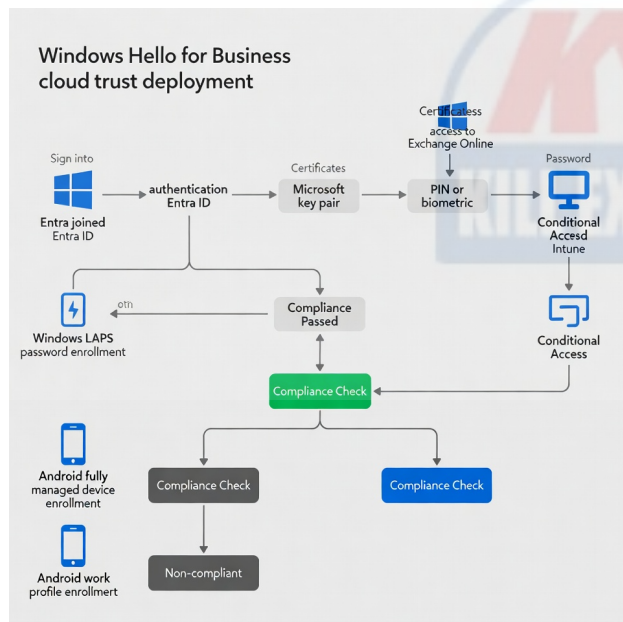 Windows Hello for Business
cloud trust deployment
Certificatess
access to
Exchange Online
Sign into
Certificates
Password
authentication
Entra ID
Microsoft
key pair
PIN or
biometric
Entra joined
Entra ID
Conditional
Accesd
Intune
otn
Compliance
Passed
Windows LAPS
password enrollment
Conditional
Access
Compliance Check
Android fully
managed device
enrollment
Compliance Check
Compliance Check
Android work
profile enrollmert
Non-compliant